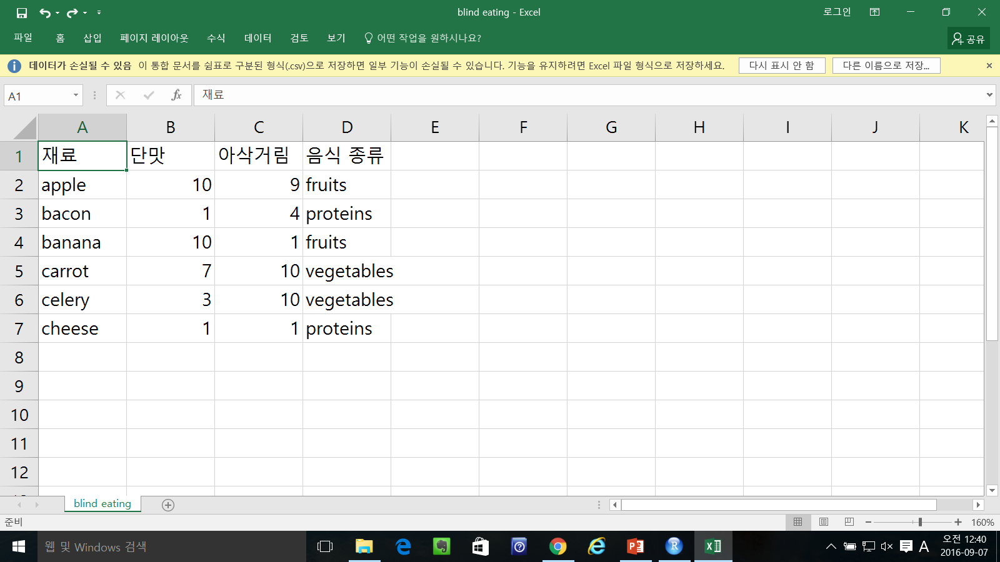 blind eating - Excel
로그인
파일 홈 삽입 페이지 레이아웃 수식 데이터 검토 보기 어떤 작업을 원하시나요? 공유
데이터가 손실될 수 있음 이 통합 문서를 쉼표로 구분된 형식(.csv)으로 저장하면 일부 기능이 손실될 수 있습니다. 기능을 유지하려면 Excel 파일 형식으로 저장하세요. 다시 표시 안 함 다른 이름으로 저장...
A1 fx 재료
A B C D E F G H I J K
1 재료 단맛 아삭거림 음식 종류
2 apple 10 9 fruits
3 bacon 1 4 proteins
4 banana 10 1 fruits
5 carrot 7 10 vegetables
6 celery 3 10 vegetables
7 cheese 1 1 proteins
8
9
10
11
12
blind eating
준비 160%
웹 및 Windows 검색
A
오전 12:40
2016-09-07